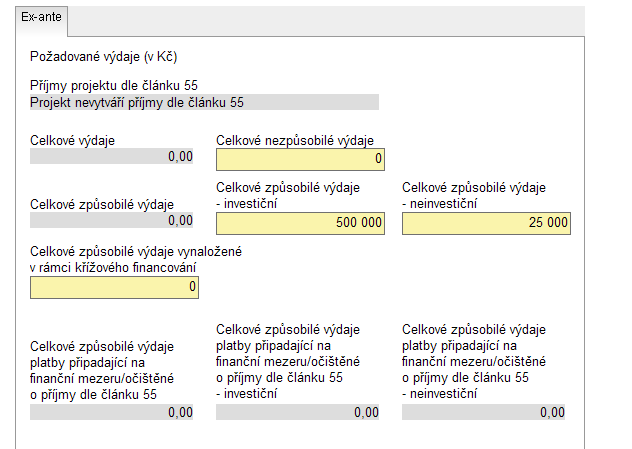 Ex-ante
Požadované výdaje (v Kč)
Příjmy projektu dle článku 55
Projekt nevytváří příjmy dle článku 55
Celkové výdaje
0,00
Celkové nezpůsobilé výdaje
0
Celkové způsobilé výdaje
0,00
Celkové způsobilé výdaje
- investiční
500 000
Celkové způsobilé výdaje
- neinvestiční
25 000
Celkové způsobilé výdaje vynaložené
v rámci křížového financování
0
Celkové způsobilé výdaje
platby připadající na
finanční mezeru/očištěné
o příjmy dle článku 55
0,00
Celkové způsobilé výdaje
platby připadající na
finanční mezeru/očištěné
o příjmy dle článku 55
- investiční
0,00
Celkové způsobilé výdaje
platby připadající na
finanční mezeru/očištěné
o příjmy dle článku 55
- neinvestiční
0,00